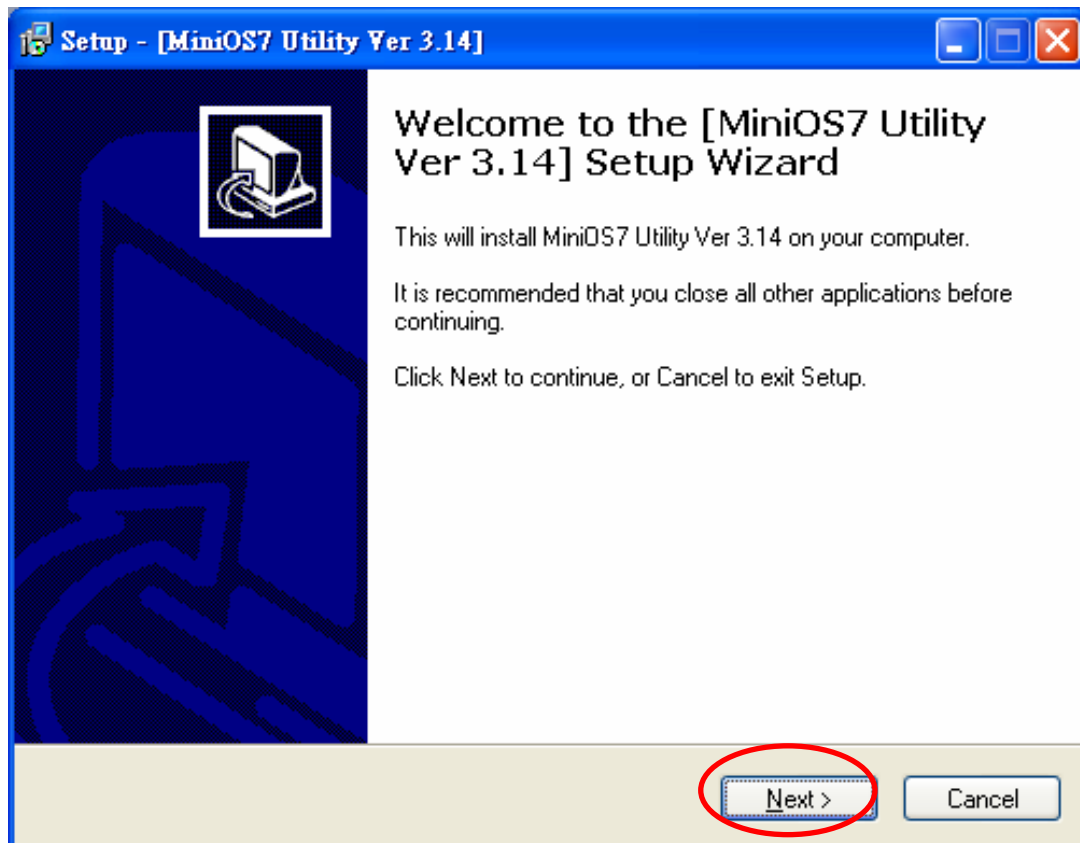 Setup - [MiniOS7 Utility Ver 3.14]
Welcome to the [MiniOS7 Utility
Ver 3.14] Setup Wizard
This will install MiniOS7 Utility Ver 3.14 on your computer.
It is recommended that you close all other applications before
continuing.
Click Next to continue, or Cancel to exit Setup.
Next >
Cancel